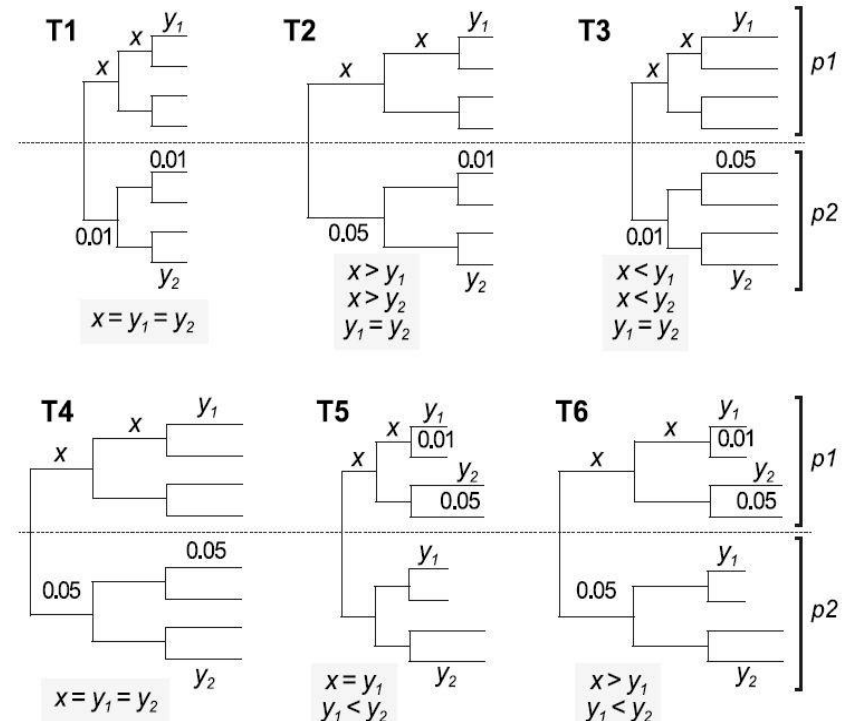 T1
x
x
y1
0.01
0.01
y2
x = y1 = y2
T2
x
x
y1
0.01
0.05
y2
x > y1
x > y2
y1 = y2
T3
x
x
y1
0.05
0.01
y2
x < y1
x < y2
y1 = y2
p1
p2
T4
x
x
y1
0.05
0.05
y2
x = y1 = y2
T5
x
x
y1
0.01
y2
0.05
y1
y2
x = y1
y1 < y2
T6
x
x
y1
0.01
y2
0.05
0.05
y1
y2
x > y1
y1 < y2
p1
p2